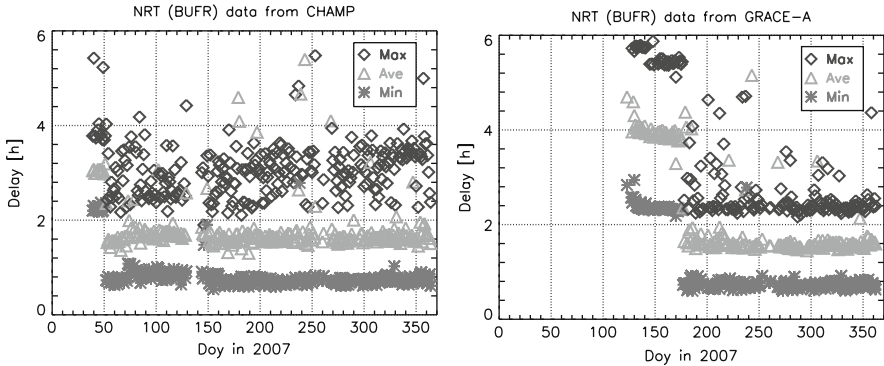 NRT (BUFR) data from CHAMP
6
4
2
0
Delay [h]
Max
Ave
Min
0 50 100 150 200 250 300 350
Doy in 2007
NRT (BUFR) data from GRACE-A
6
4
2
0
Delay [h]
Max
Ave
Min
0 50 100 150 200 250 300 350
Doy in 2007